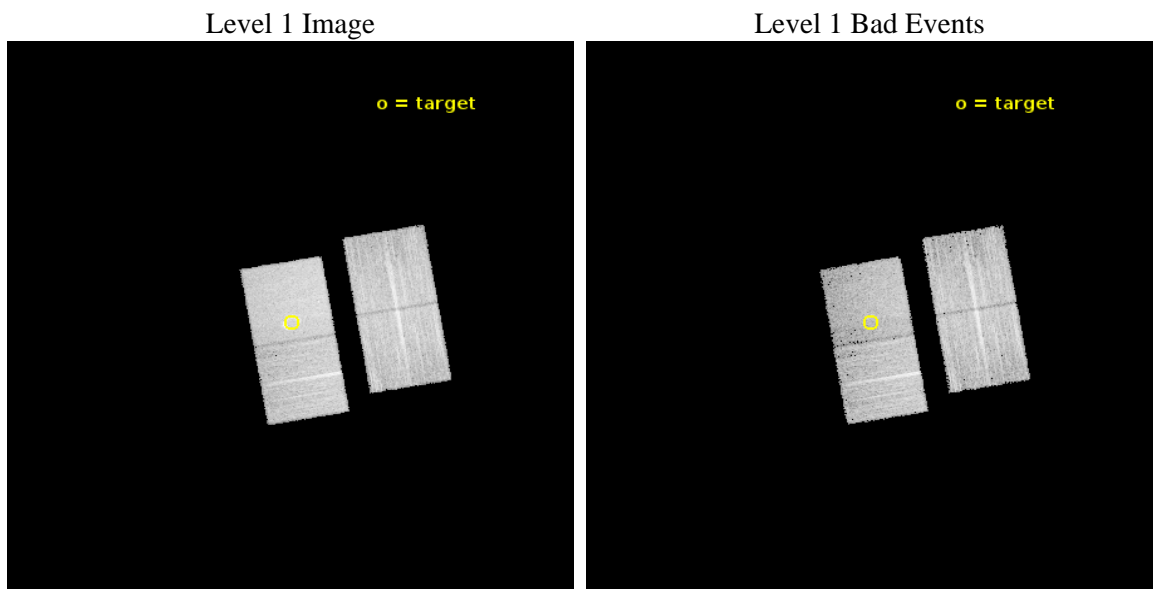 Level 1 Image
Level 1 Bad Events
o = target
o = target